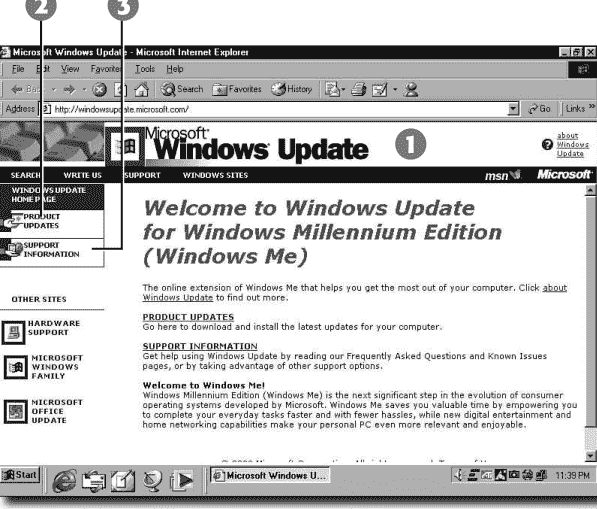 2 3
Microsoft Windows Update - Microsoft Internet Explorer
File Edit View Favorites Tools Help
Back Search Favorites History
Address http://windowsupdate.microsoft.com/ Go Links »
Microsoft
Windows Update 1
about
Windows
Update
SEARCH WRITE US SUPPORT WINDOWS SITES msn Microsoft
WINDOWS UPDATE
HOME PAGE
PRODUCT
UPDATES
SUPPORT
INFORMATION
OTHER SITES
HARDWARE
SUPPORT
MICROSOFT
WINDOWS
FAMILY
MICROSOFT
OFFICE
UPDATE
Welcome to Windows Update
for Windows Millennium Edition
(Windows Me)
The online extension of Windows Me that helps you get the most out of your computer. Click about
Windows Update to find out more.
PRODUCT UPDATES
Go here to download and install the latest updates for your computer.
SUPPORT INFORMATION
Get help using Windows Update by reading our Frequently Asked Questions and Known Issues
pages, or by taking advantage of other support options.
Welcome to Windows Me!
Windows Millennium Edition (Windows Me) is the next significant step in the evolution of consumer
operating systems developed by Microsoft. Windows Me saves you valuable time by empowering you
to complete your everyday tasks faster and with fewer hassles, while new digital entertainment and
home networking capabilities make your personal PC even more relevant and enjoyable.
Start Microsoft Windows U... 11:39 PM